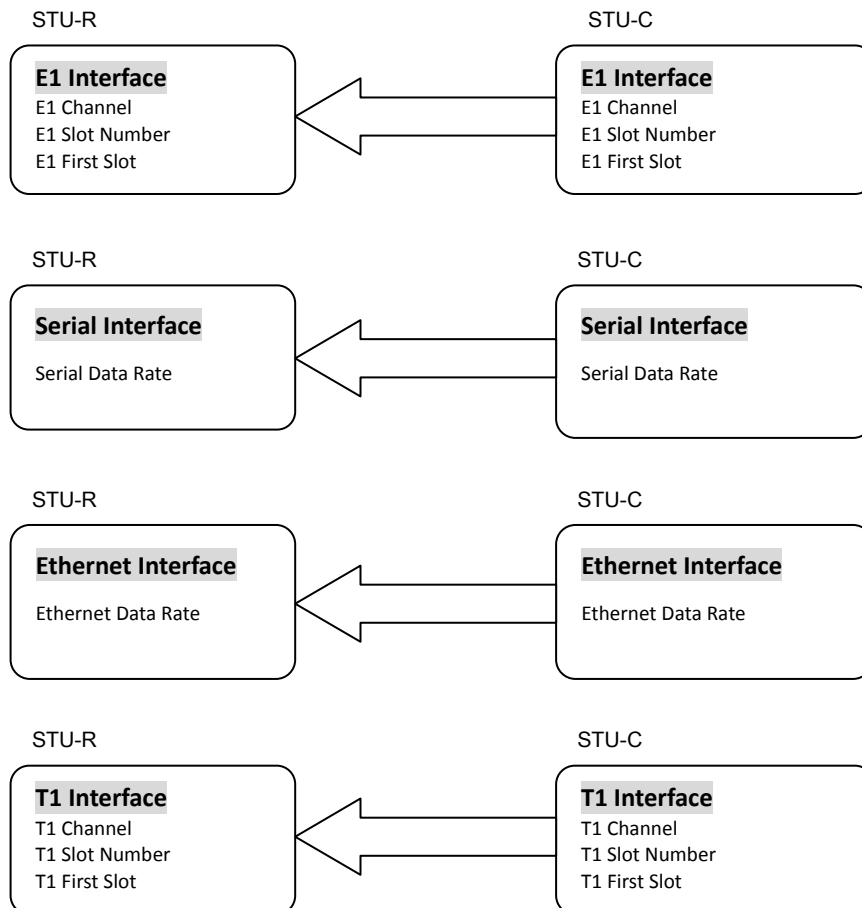 STU-R
STU-C
E1 Interface
E1 Channel
E1 Slot Number
E1 First Slot
E1 Interface
E1 Channel
E1 Slot Number
E1 First Slot
STU-R
STU-C
Serial Interface
Serial Data Rate
Serial Interface
Serial Data Rate
STU-R
STU-C
Ethernet Interface
Ethernet Data Rate
Ethernet Interface
Ethernet Data Rate
STU-R
STU-C
T1 Interface
T1 Channel
T1 Slot Number
T1 First Slot
T1 Interface
T1 Channel
T1 Slot Number
T1 First Slot